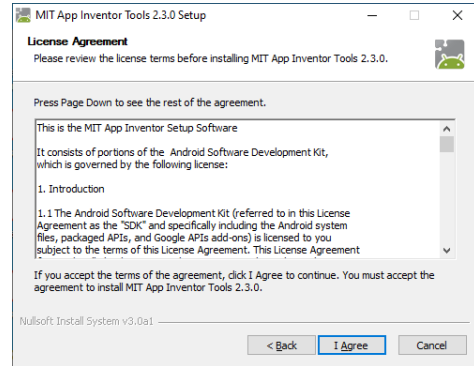 MIT App Inventor Tools 2.3.0 Setup
License Agreement
Please review the license terms before installing MIT App Inventor Tools 2.3.0.
Press Page Down to see the rest of the agreement.
This is the MIT App Inventor Setup Software
It consists of portions of the Android Software Development Kit,
which is governed by the following license:
1. Introduction
1.1 The Android Software Development Kit (referred to in this License
Agreement as the "SDK" and specifically including the Android system
files, packaged APIs, and Google APIs add-ons) is licensed to you
subject to the terms of this License Agreement. This License Agreement
If you accept the terms of the agreement, click I Agree to continue. You must accept the
agreement to install MIT App Inventor Tools 2.3.0.
Nullsoft Install System v3.0a1
< Back
I Agree
Cancel